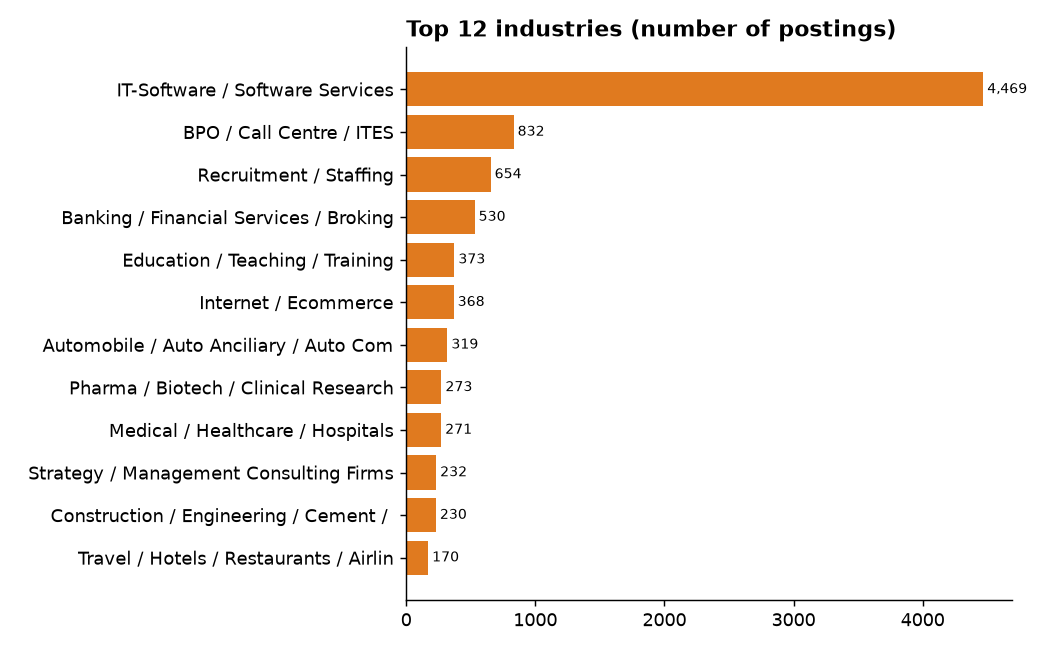 Top 12 industries (number of postings)
IT-Software / Software Services 4,469
BPO / Call Centre / ITES 832
Recruitment / Staffing 654
Banking / Financial Services / Broking 530
Education / Teaching / Training 373
Internet / Ecommerce 368
Automobile / Auto Anciliary / Auto Com 319
Pharma / Biotech / Clinical Research 273
Medical / Healthcare / Hospitals 271
Strategy / Management Consulting Firms 232
Construction / Engineering / Cement / 230
Travel / Hotels / Restaurants / Airlin 170
0 1000 2000 3000 4000